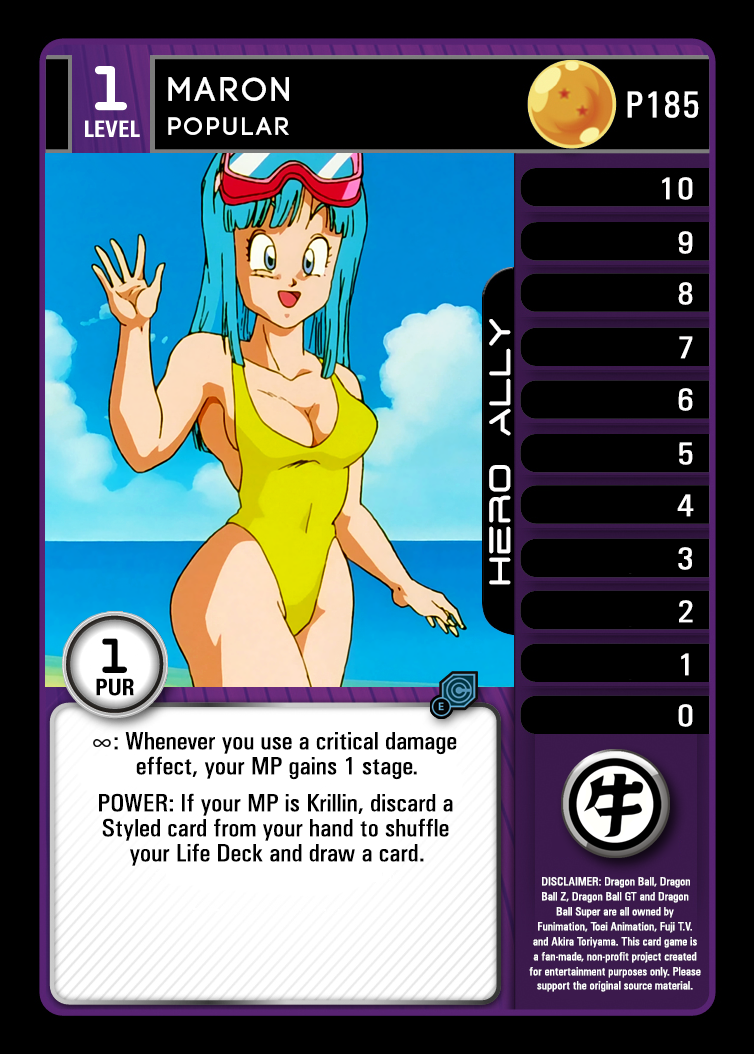 1
LEVEL
MARON
POPULAR
P185
10
9
8
7
6
5
4
3
2
1
0
HERO ALLY
1
PUR
E
∞: Whenever you use a critical damage
effect, your MP gains 1 stage.
POWER: If your MP is Krillin, discard a
Styled card from your hand to shuffle
your Life Deck and draw a card.
牛
DISCLAIMER: Dragon Ball, Dragon
Ball Z, Dragon Ball GT and Dragon
Ball Super are all owned by
Funimation, Toei Animation, Fuji T.V.
and Akira Toriyama. This card game is
a fan-made, non-profit project created
for entertainment purposes only. Please
support the original source material.